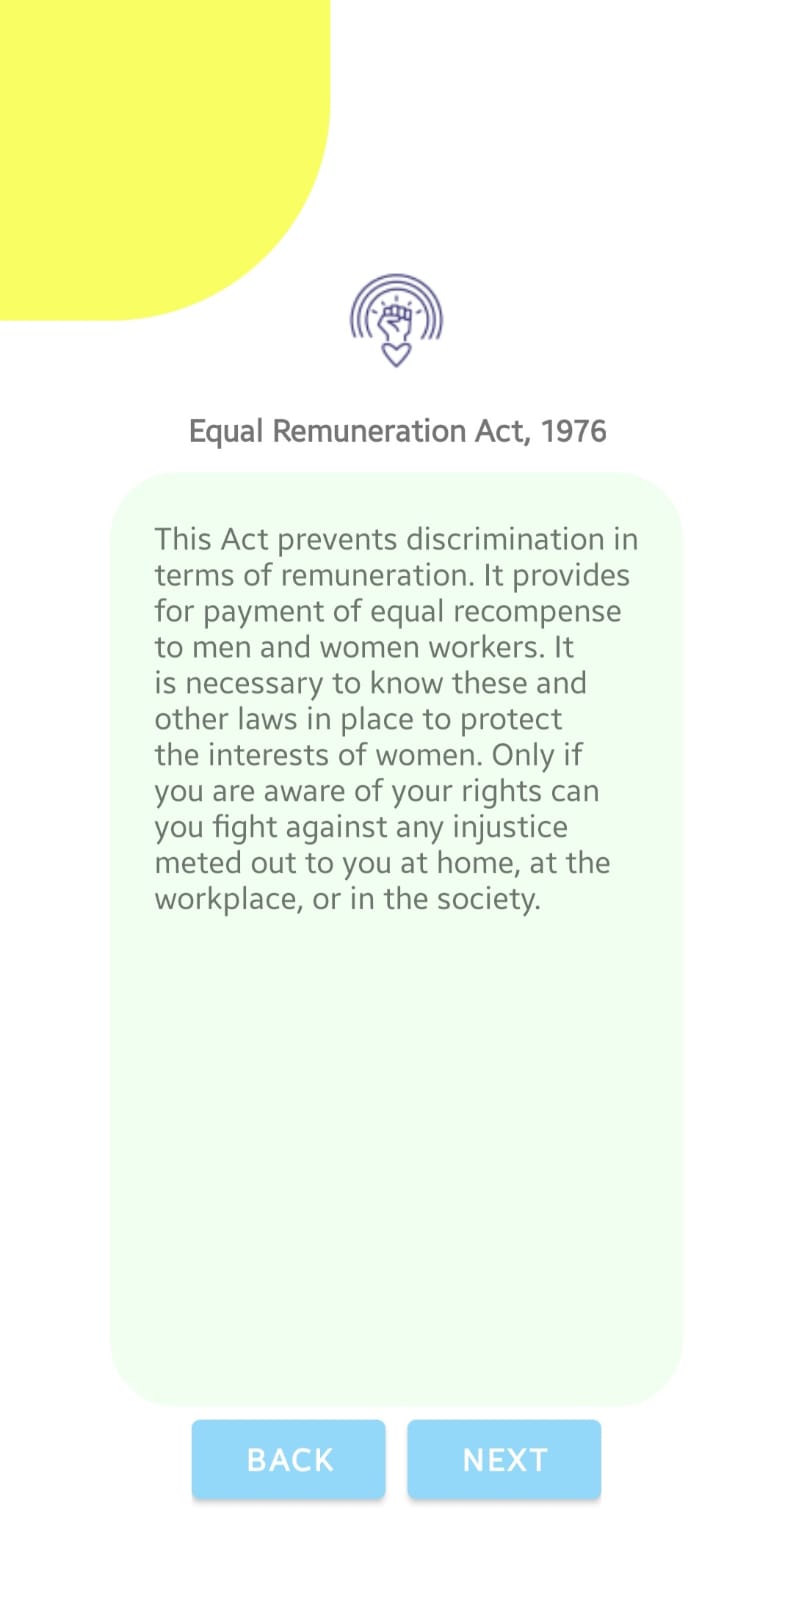 Equal Remuneration Act, 1976
This Act prevents discrimination in
terms of remuneration. It provides
for payment of equal recompense
to men and women workers. It
is necessary to know these and
other laws in place to protect
the interests of women. Only if
you are aware of your rights can
you fight against any injustice
meted out to you at home, at the
workplace, or in the society.
BACK NEXT